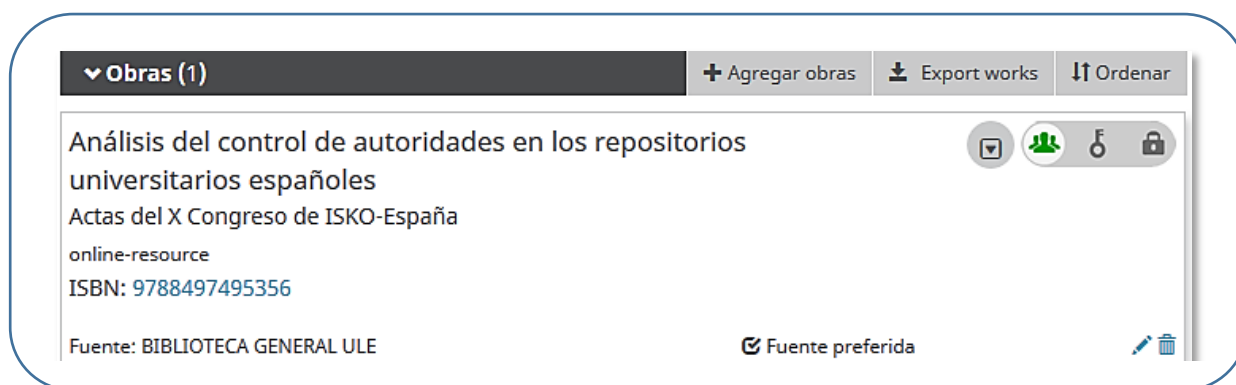 Obras (1)
Agregar obras
Export works
Ordenar
Análisis del control de autoridades en los repositorios
universitarios españoles
Actas del X Congreso de ISKO-España
online-resource
ISBN: 9788497495356
Fuente: BIBLIOTECA GENERAL ULE
Fuente preferida